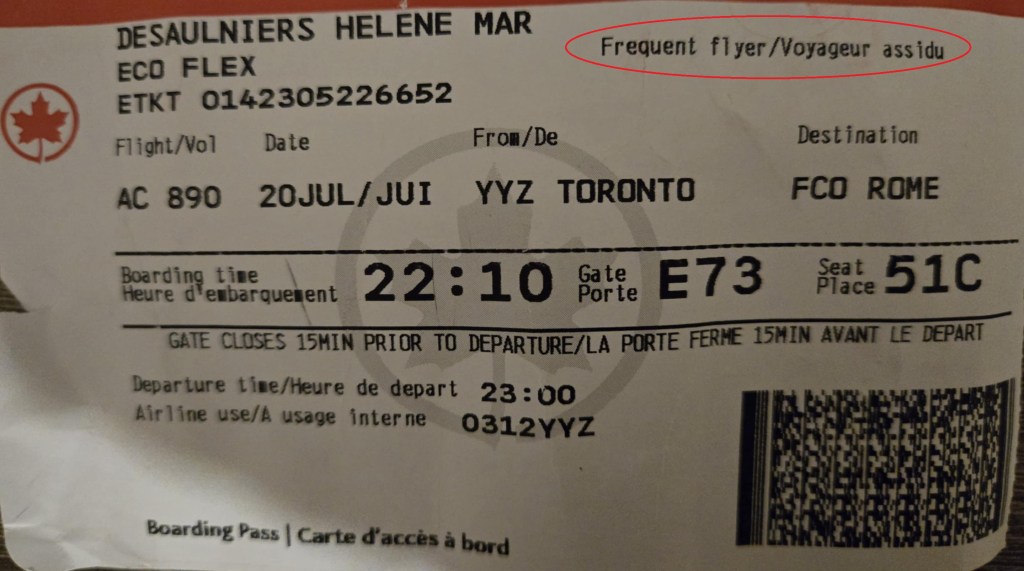 DESAULNIERS HELENE MAR
Frequent flyer/Voyageur assidu
ECO FLEX
ETKT 0142305226652
Flight/Vol Date From/De Destination
AC 890 20JUL/JUI YYZ TORONTO FCO ROME
Boarding time
Heure d'embarquement 22:10 Gate
Porte E73 Seat
Place 51C
GATE CLOSES 15MIN PRIOR TO DEPARTURE/LA PORTE FERME 15MIN AVANT LE DEPART
Departure time/Heure de depart 23:00
Airline use/A usage interne 0312YYZ
Boarding Pass | Carte d'accès à bord